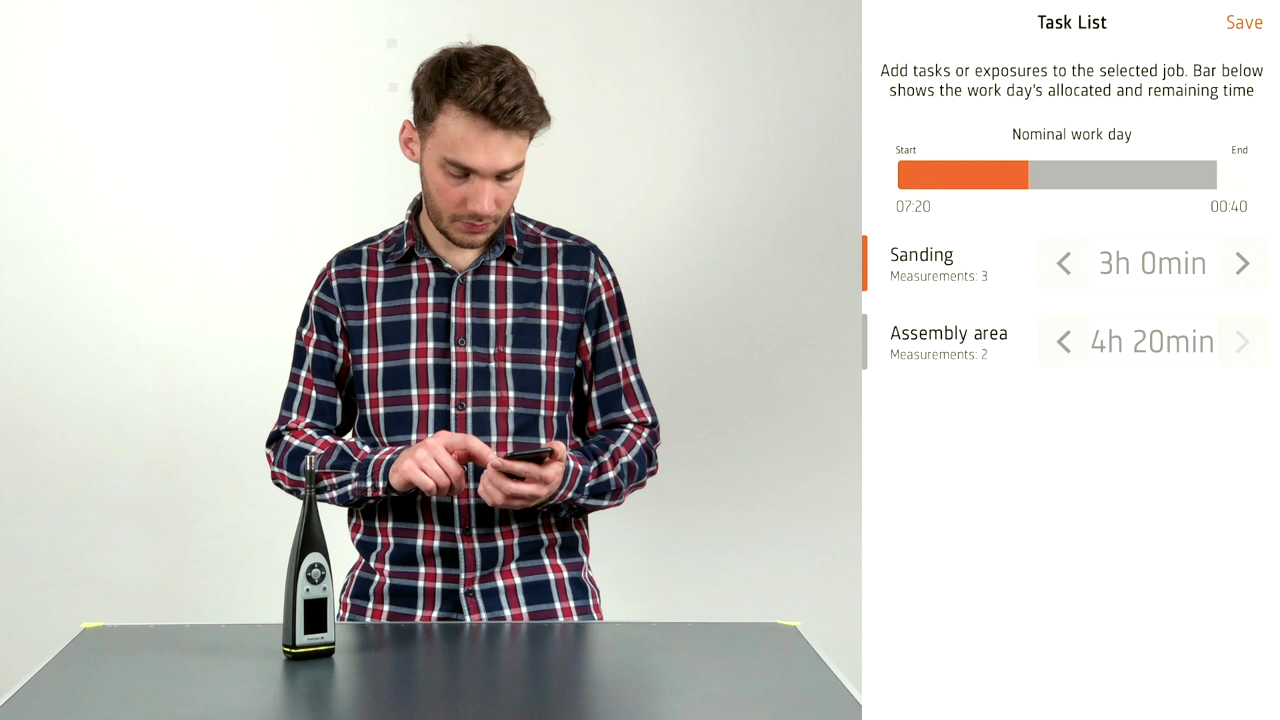 Task List
Save
Add tasks or exposures to the selected job. Bar below
shows the work day's allocated and remaining time
Nominal work day
Start
End
07:20
00:40
Sanding
Measurements: 3
3h 0min
Assembly area
Measurements: 2
4h 20min